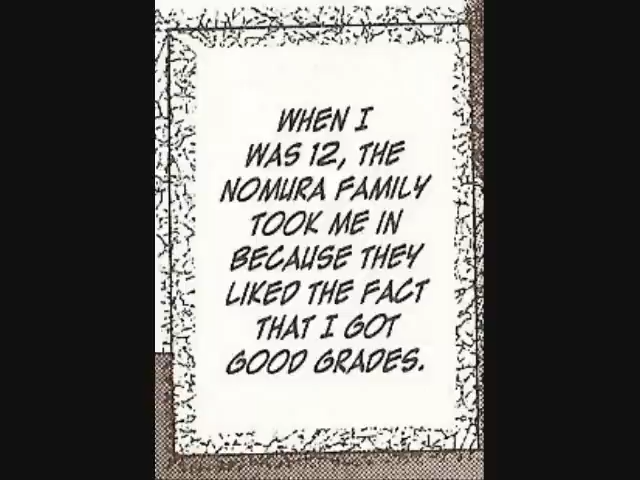 WHEN I
WAS 12, THE
NOMURA FAMILY
TOOK ME IN
BECAUSE THEY
LIKED THE FACT
THAT I GOT
GOOD GRADES.